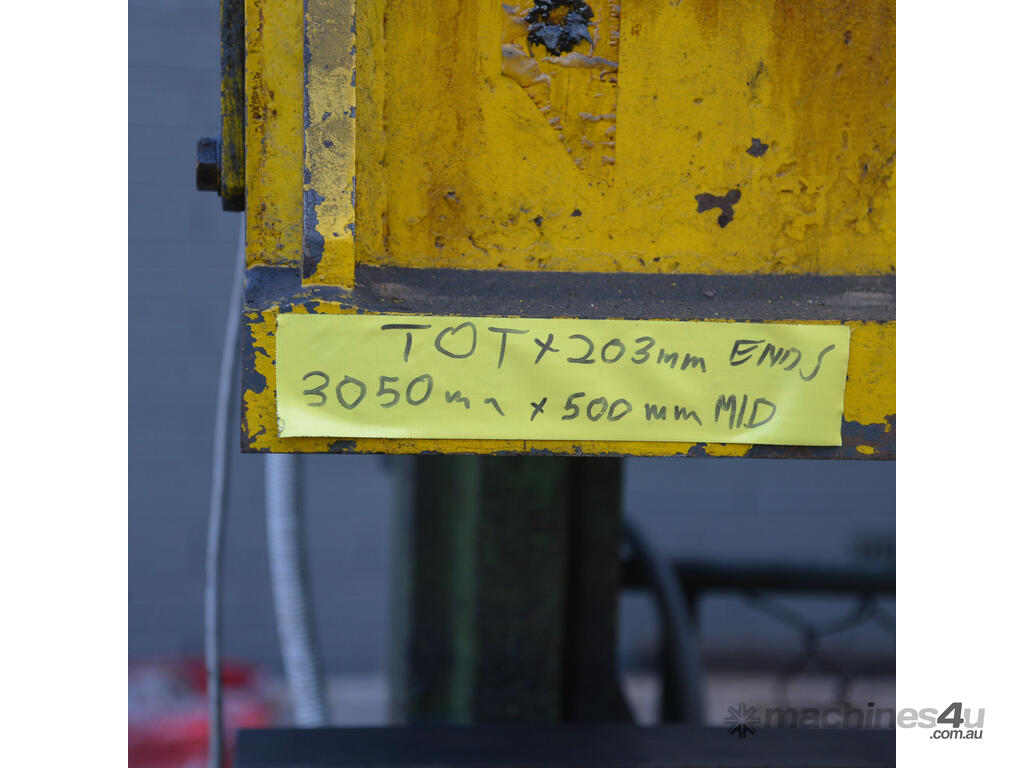 TOT x 203mm ENDS
3050mm x 500mm MID
machines4u
.com.au